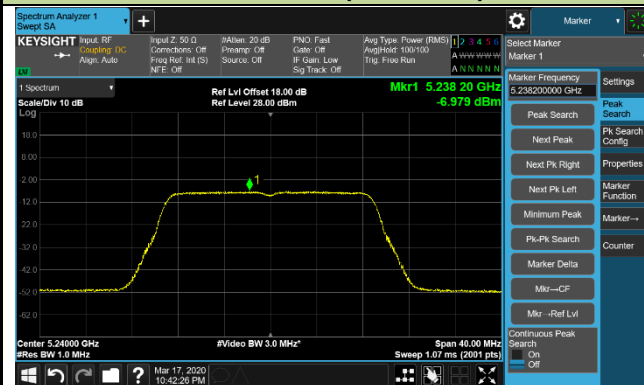 Spectrum Analyzer 1
Swept SA
Marker
KEYSIGHT
Input: RF
Coupling: DC
Align: Auto
Input Z: 50 Ω
Corrections: Off
Freq Ref: Int (S)
NFE: Off
#Atten: 20 dB
Preamp: Off
Source: Off
PNO: Fast
Gate: Off
IF Gain: Low
Sig Track: Off
Avg Type: Power (RMS)
Avg|Hold: 100/100
Trig: Free Run
1 2 3 4 5 6
A W W W W W
A N N N N N
LXI
Select Marker
Marker 1
1 Spectrum
Scale/Div 10 dB
Log
Ref Lvl Offset 18.00 dB
Ref Level 28.00 dBm
Mkr1 5.238 20 GHz
-6.979 dBm
1
18.0
8.00
-2.00
-12.0
-22.0
-32.0
-42.0
-52.0
-62.0
Center 5.24000 GHz
#Res BW 1.0 MHz
#Video BW 3.0 MHz*
Span 40.00 MHz
Sweep 1.07 ms (2001 pts)
Marker Frequency
5.238200000 GHz
Peak Search
Next Peak
Next Pk Right
Next Pk Left
Minimum Peak
Pk-Pk Search
Marker Delta
Mkr→CF
Mkr→Ref Lvl
Continuous Peak
Search
On
Off
Settings
Peak
Search
Pk Search
Config
Properties
Marker
Function
Marker→
Counter
Mar 17, 2020
10:42:26 PM